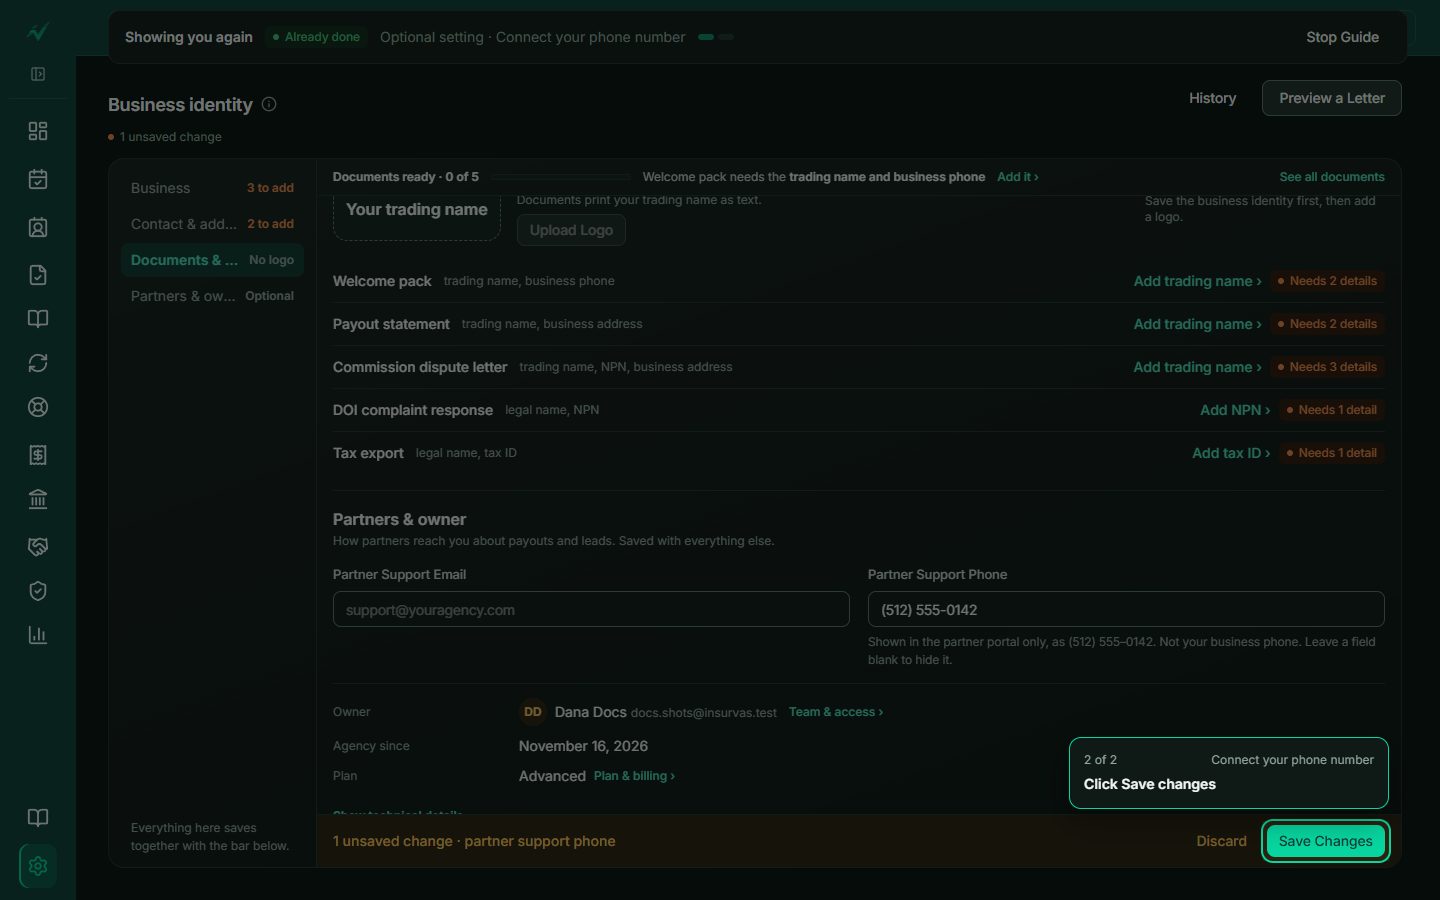 Showing you again
Already done
Optional setting · Connect your phone number
Stop Guide
Business identity
History
Preview a Letter
1 unsaved change
Business
3 to add
Contact & add...
2 to add
Documents & ...
No logo
Partners & ow...
Optional
Everything here saves
together with the bar below.
Documents ready · 0 of 5
Welcome pack needs the trading name and business phone
Add it ›
See all documents
Your trading name
Documents print your trading name as text.
Upload Logo
Save the business identity first, then add
a logo.
Welcome pack
trading name, business phone
Add trading name ›
Needs 2 details
Payout statement
trading name, business address
Add trading name ›
Needs 2 details
Commission dispute letter
trading name, NPN, business address
Add trading name ›
Needs 3 details
DOI complaint response
legal name, NPN
Add NPN ›
Needs 1 detail
Tax export
legal name, tax ID
Add tax ID ›
Needs 1 detail
Partners & owner
How partners reach you about payouts and leads. Saved with everything else.
Partner Support Email
support@youragency.com
Partner Support Phone
(512) 555-0142
Shown in the partner portal only, as (512) 555–0142. Not your business phone. Leave a field
blank to hide it.
Owner
DD
Dana Docs docs.shots@insurvas.test
Team & access ›
Agency since
November 16, 2026
Plan
Advanced
Plan & billing ›
Show technical details
2 of 2
Connect your phone number
Click Save changes
1 unsaved change · partner support phone
Discard
Save Changes